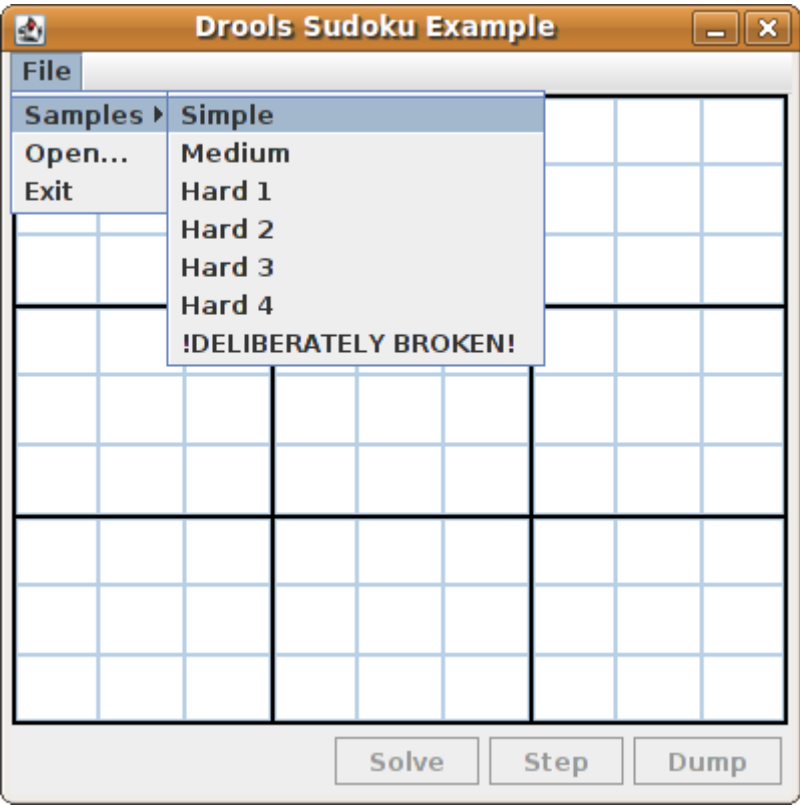 Drools Sudoku Example
File
Samples
Open...
Exit
Simple
Medium
Hard 1
Hard 2
Hard 3
Hard 4
!DELIBERATELY BROKEN!
Solve Step Dump